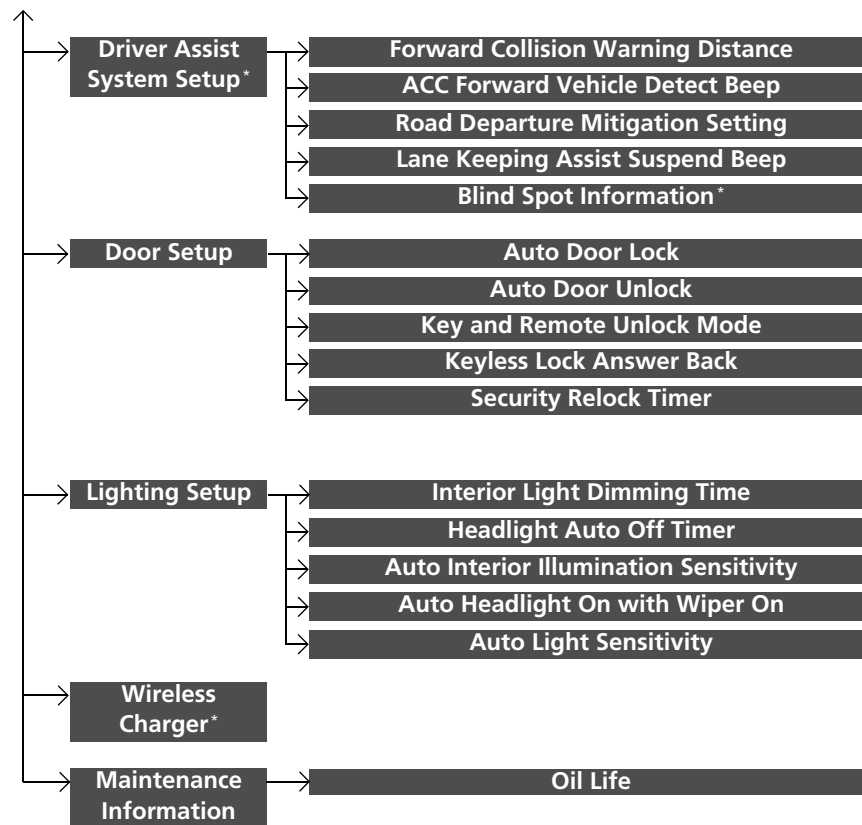 Driver Assist
System Setup*
Forward Collision Warning Distance
ACC Forward Vehicle Detect Beep
Road Departure Mitigation Setting
Lane Keeping Assist Suspend Beep
Blind Spot Information*
Door Setup
Auto Door Lock
Auto Door Unlock
Key and Remote Unlock Mode
Keyless Lock Answer Back
Security Relock Timer
Lighting Setup
Interior Light Dimming Time
Headlight Auto Off Timer
Auto Interior Illumination Sensitivity
Auto Headlight On with Wiper On
Auto Light Sensitivity
Wireless
Charger*
Maintenance
Information
Oil Life